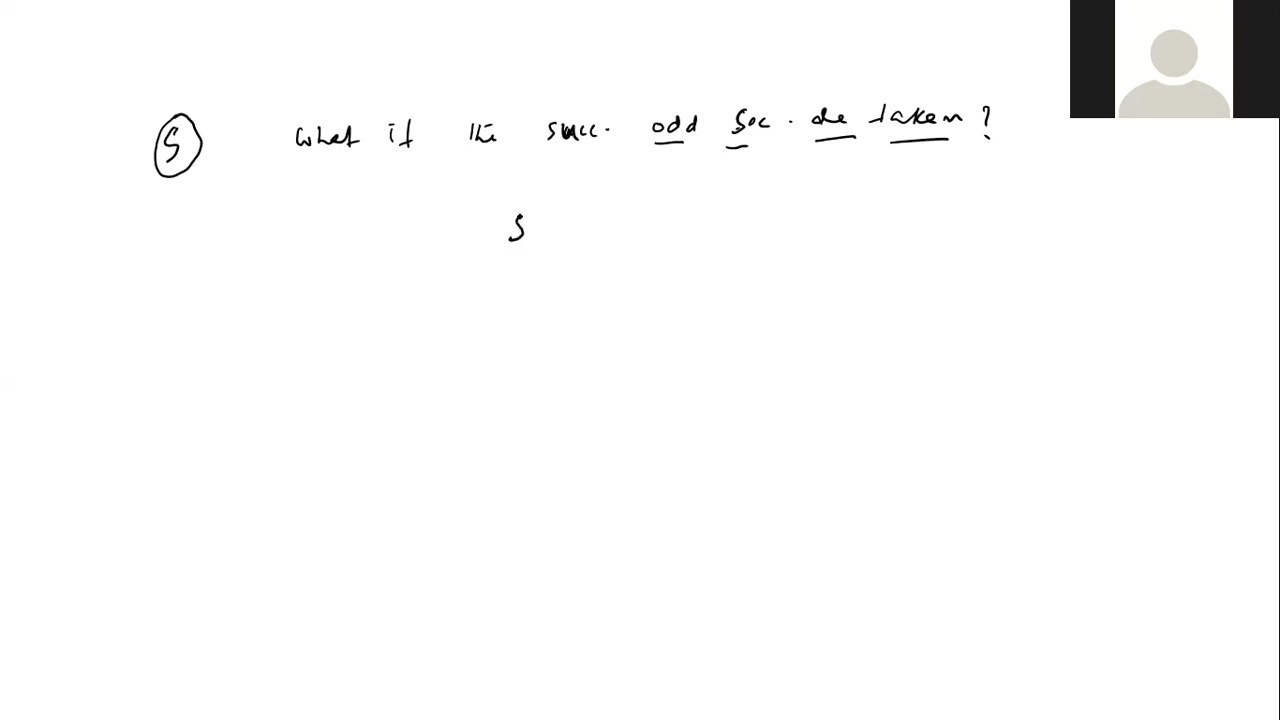 5 What if the succ. odd soc. are taken?
S